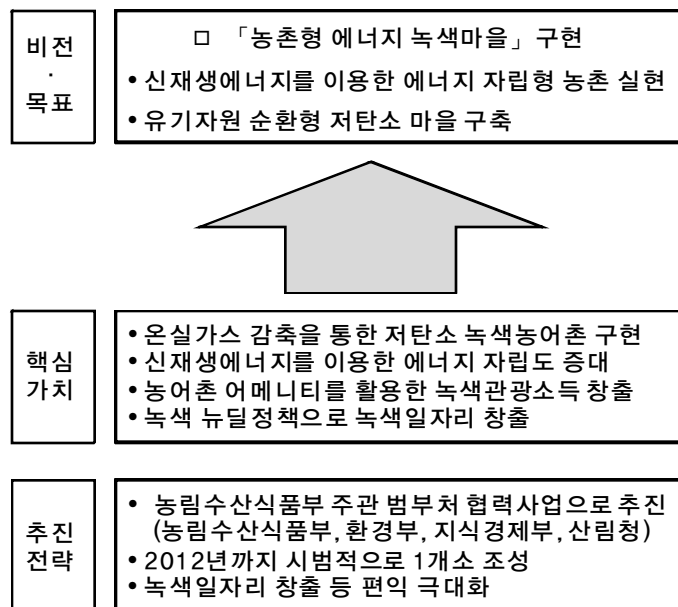 비전
·
목표
□ 「농촌형 에너지 녹색마을」 구현
• 신재생에너지를 이용한 에너지 자립형 농촌 실현
• 유기자원 순환형 저탄소 마을 구축
핵심
가치
• 온실가스 감축을 통한 저탄소 녹색농어촌 구현
• 신재생에너지를 이용한 에너지 자립도 증대
• 농어촌 어메니티를 활용한 녹색관광소득 창출
• 녹색 뉴딜정책으로 녹색일자리 창출
추진
전략
• 농림수산식품부 주관 범부처 협력사업으로 추진
(농림수산식품부, 환경부, 지식경제부, 산림청)
• 2012년까지 시범적으로 1개소 조성
• 녹색일자리 창출 등 편익 극대화